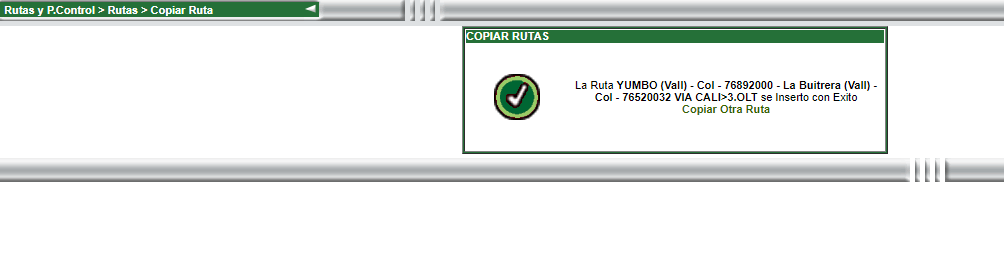 Rutas y P.Control > Rutas > Copiar Ruta
COPIAR RUTAS
La Ruta YUMBO (Vall) - Col - 76892000 - La Buitrera (Vall) -
Col - 76520032 VIA CALI>3.OLT se Inserto con Exito
Copiar Otra Ruta